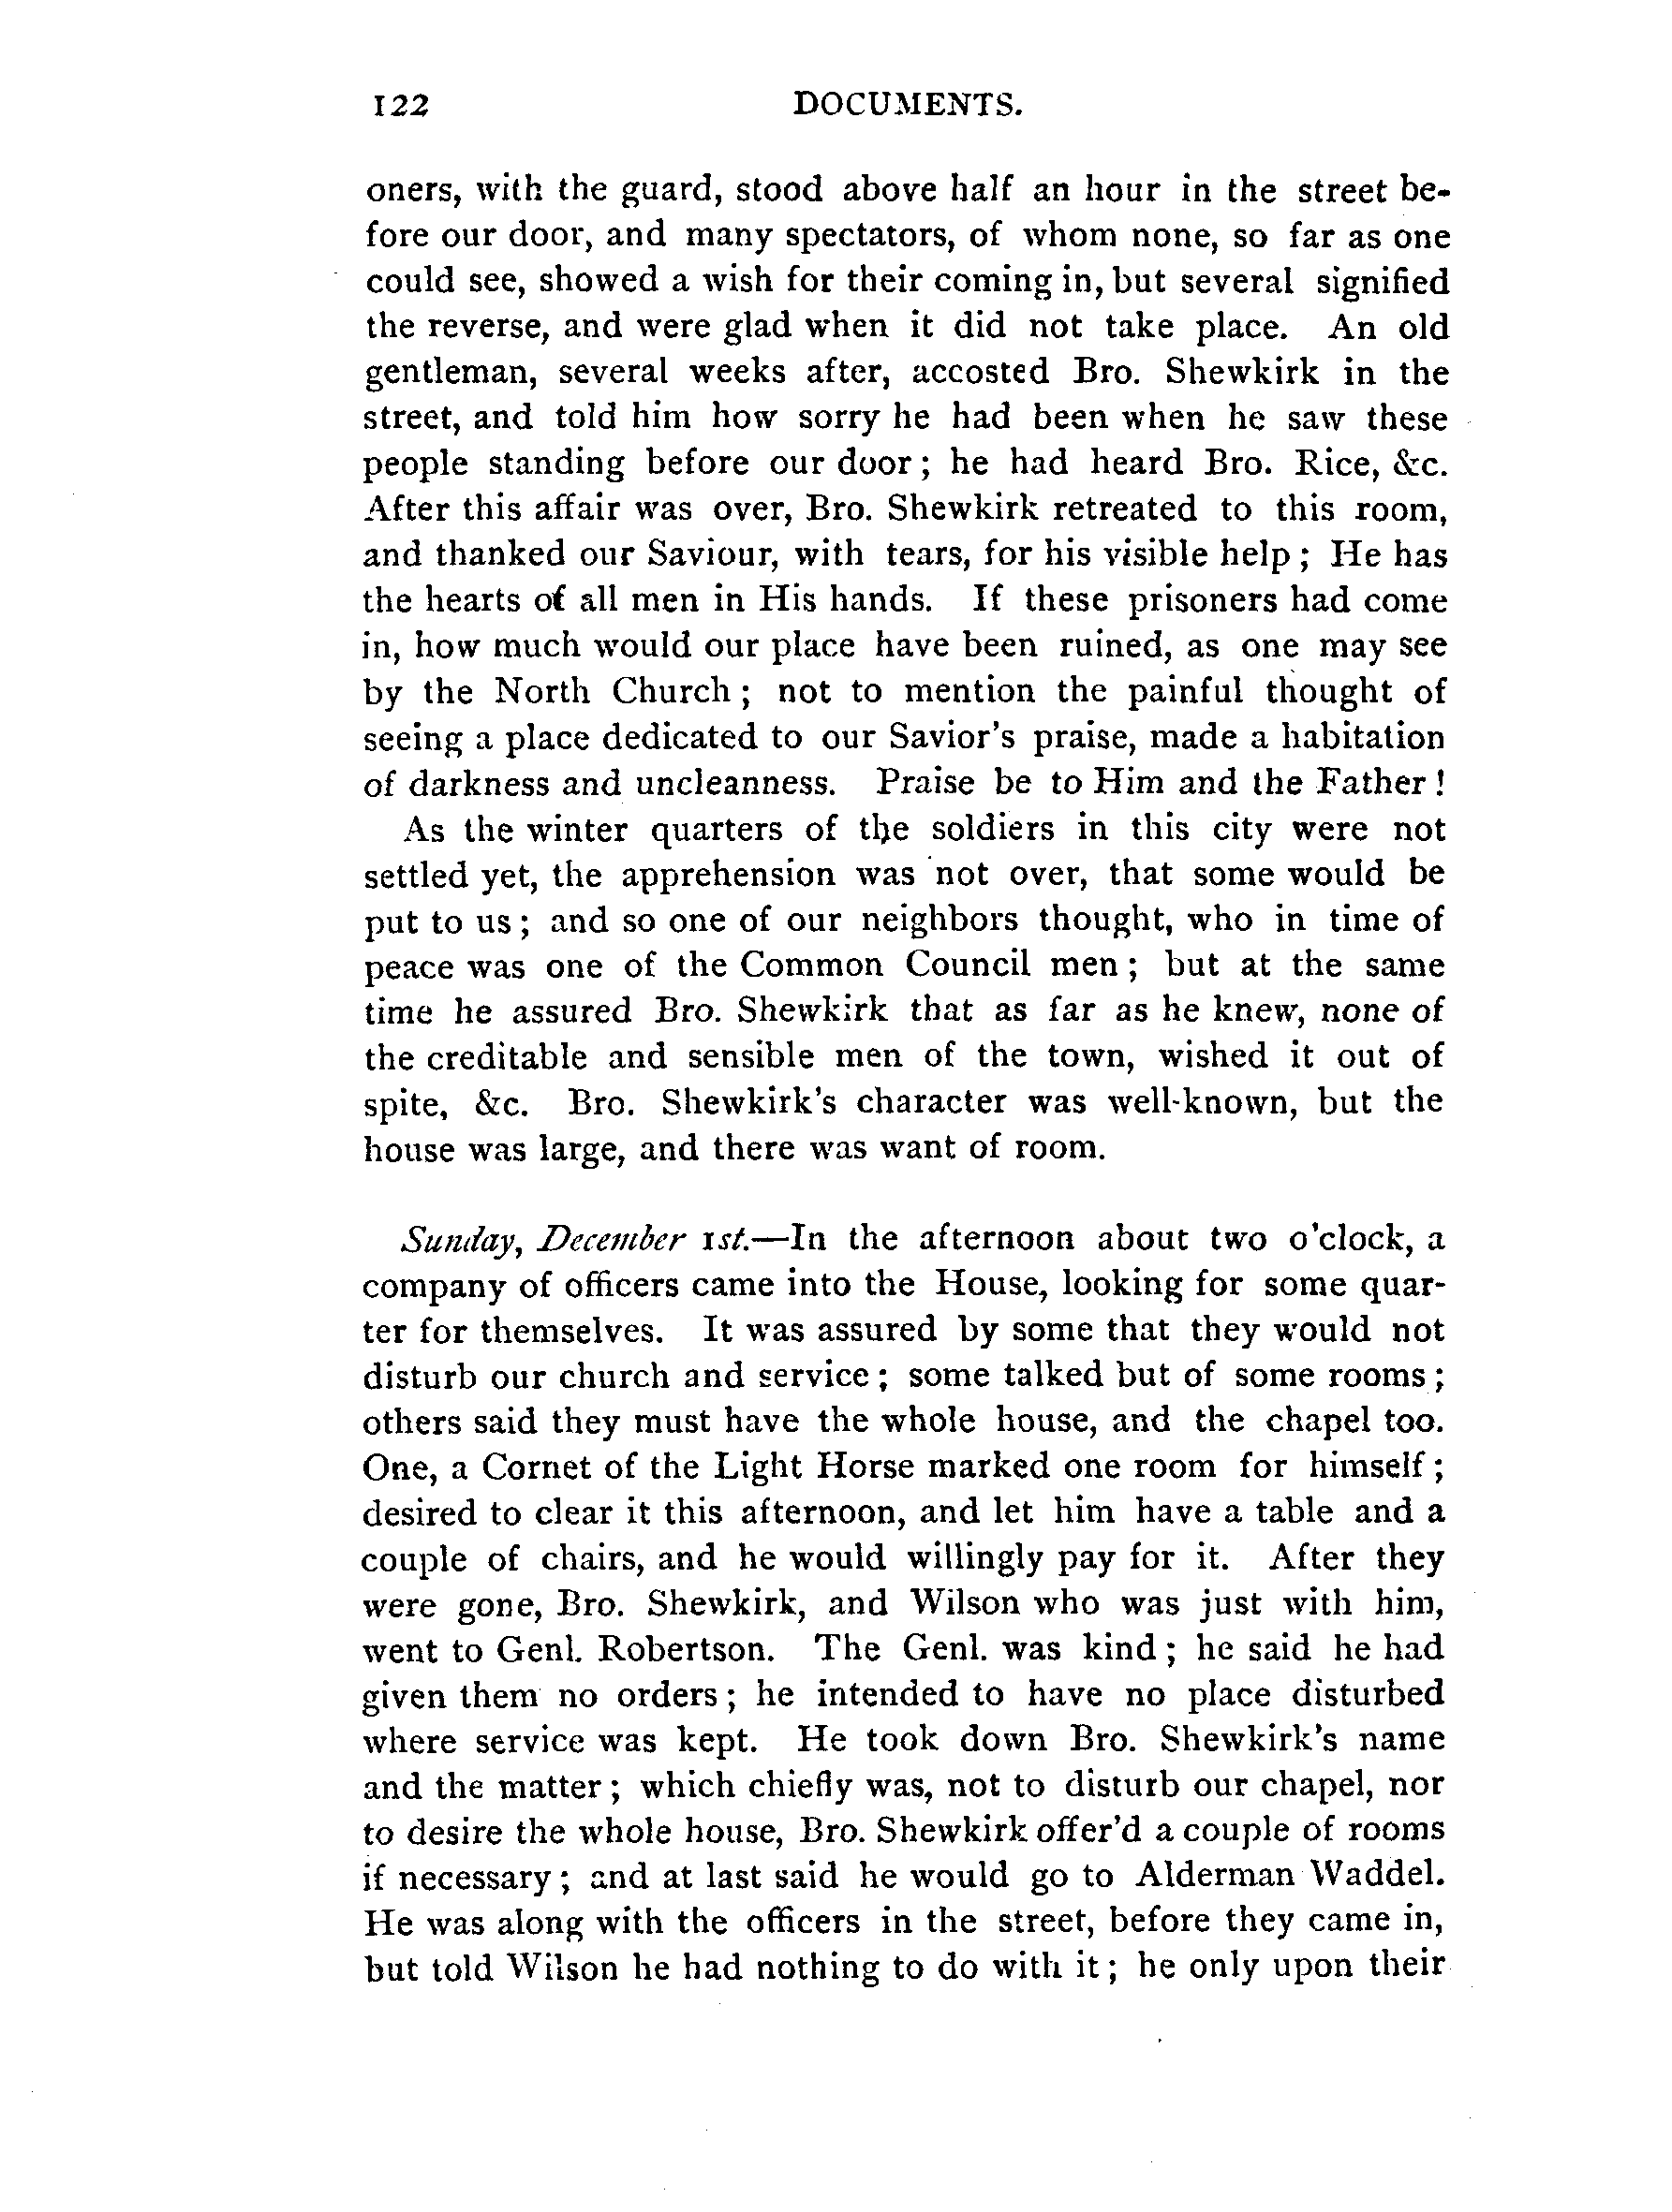 122 DOCUMENTS.
oners, with the guard, stood above half an hour in the street be-
fore our door, and many spectators, of whom none, so far as one
could see, showed a wish for their coming in, but several signified
the reverse, and were glad when it did not take place. An old
gentleman, several weeks after, accosted Bro. Shewkirk in the
street, and told him how sorry he had been when he saw these
people standing before our door; he had heard Bro. Rice, &c.
After this affair was over, Bro. Shewkirk retreated to this room,
and thanked our Saviour, with tears, for his visible help; He has
the hearts of all men in His hands. If these prisoners had come
in, how much would our place have been ruined, as one may see
by the North Church; not to mention the painful thought of
seeing a place dedicated to our Savior's praise, made a habitation
of darkness and uncleanness. Praise be to Him and the Father!
As the winter quarters of the soldiers in this city were not
settled yet, the apprehension was not over, that some would be
put to us; and so one of our neighbors thought, who in time of
peace was one of the Common Council men; but at the same
time he assured Bro. Shewkirk that as far as he knew, none of
the creditable and sensible men of the town, wished it out of
spite, &c. Bro. Shewkirk's character was well-known, but the
house was large, and there was want of room.
Sunday, December 1st.—In the afternoon about two o'clock, a
company of officers came into the House, looking for some quar-
ter for themselves. It was assured by some that they would not
disturb our church and service; some talked but of some rooms;
others said they must have the whole house, and the chapel too.
One, a Cornet of the Light Horse marked one room for himself;
desired to clear it this afternoon, and let him have a table and a
couple of chairs, and he would willingly pay for it. After they
were gone, Bro. Shewkirk, and Wilson who was just with him,
went to Genl. Robertson. The Genl. was kind; he said he had
given them no orders; he intended to have no place disturbed
where service was kept. He took down Bro. Shewkirk's name
and the matter; which chiefly was, not to disturb our chapel, nor
to desire the whole house, Bro. Shewkirk offer'd a couple of rooms
if necessary; and at last said he would go to Alderman Waddel.
He was along with the officers in the street, before they came in,
but told Wilson he had nothing to do with it; he only upon their